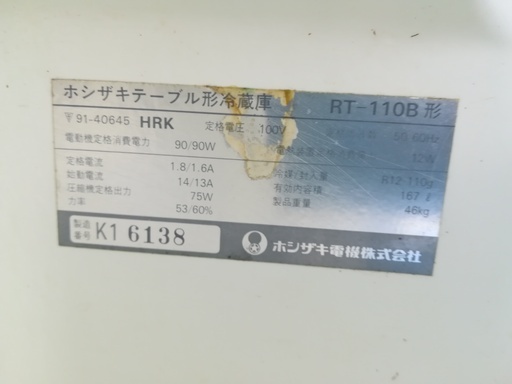 ホシザキテーブル形冷蔵庫 RT-110B 形
〒91-40645 HRK 定格電圧 100V 50-60Hz
電動機定格消費電力 90/90W 12W
定格電流 1.8/1.6A 冷媒/封入量 R12-110g
始動電流 14/13A 有効内容積 167 ℓ
圧縮機定格出力 75W 製品重量 46kg
力率 53/60%
製造番号 K1 6138 ホシザキ電機株式会社